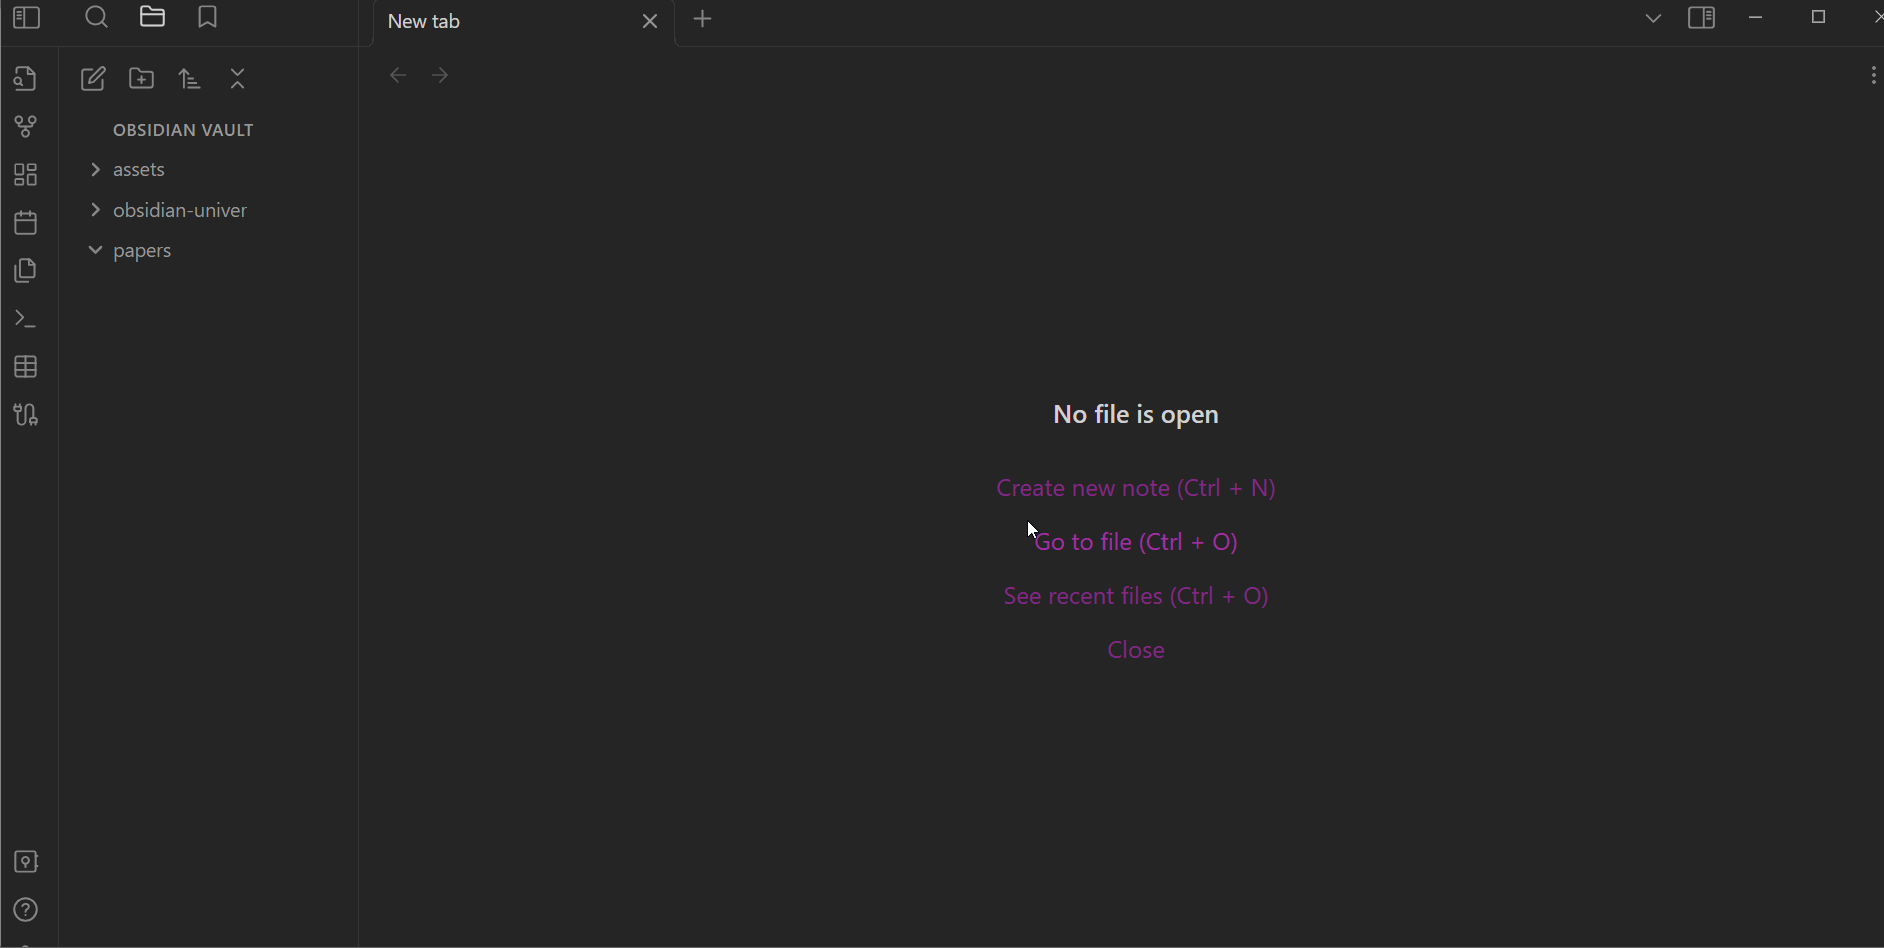 New tab
OBSIDIAN VAULT
assets
obsidian-univer
papers
No file is open
Create new note (Ctrl + N)
Go to file (Ctrl + O)
See recent files (Ctrl + O)
Close